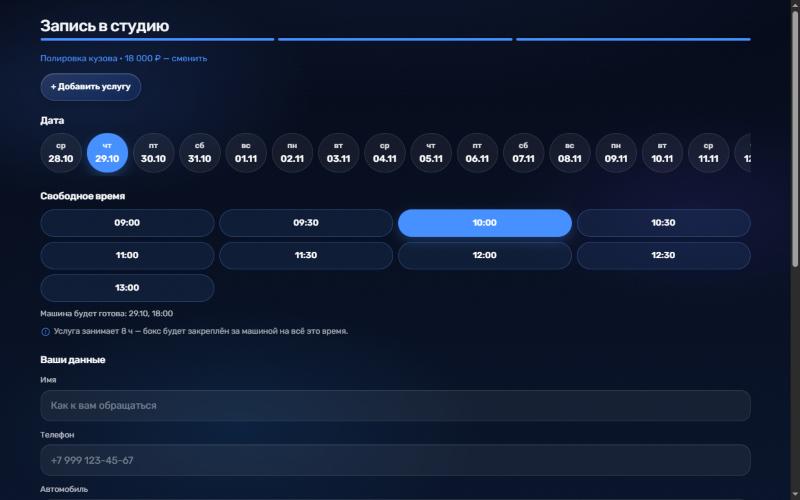 Запись в студию
Полировка кузова • 18 000 ₽ — сменить
+ Добавить услугу
Дата
ср чт пт сб вс пн вт ср чт пт сб вс пн вт ср
28.10 29.10 30.10 31.10 01.11 02.11 03.11 04.11 05.11 06.11 07.11 08.11 09.11 10.11 11.11
Свободное время
09:00 09:30 10:00 10:30
11:00 11:30 12:00 12:30
13:00
Машина будет готова: 29.10, 18:00
Услуга занимает 8 ч — бокс будет закреплён за машиной на всё это время.
Ваши данные
Имя
Как к вам обращаться
Телефон
+7 999 123-45-67
Автомобиль